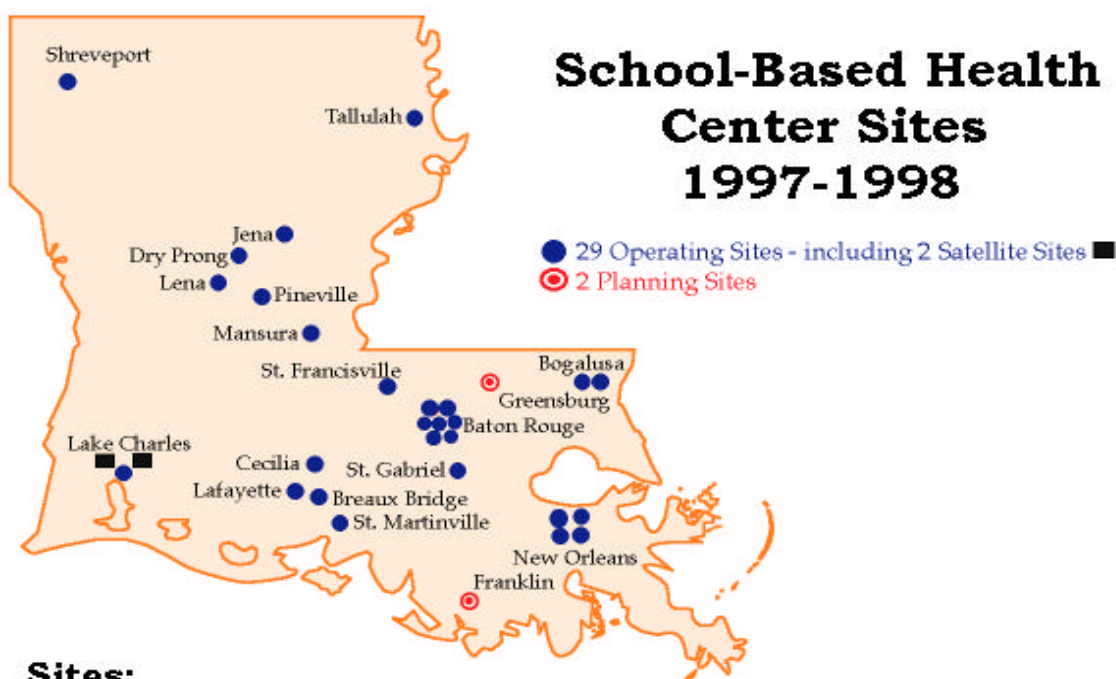 School-Based Health
Center Sites
1997-1998
29 Operating Sites - including 2 Satellite Sites
2 Planning Sites
Shreveport
Tallulah
Jena
Dry Prong
Lena
Pineville
Mansura
St. Francisville
Bogalusa
Greensburg
Baton Rouge
Lake Charles
Cecilia
St. Gabriel
Lafayette
Breaux Bridge
St. Martinville
New Orleans
Franklin
Sites: